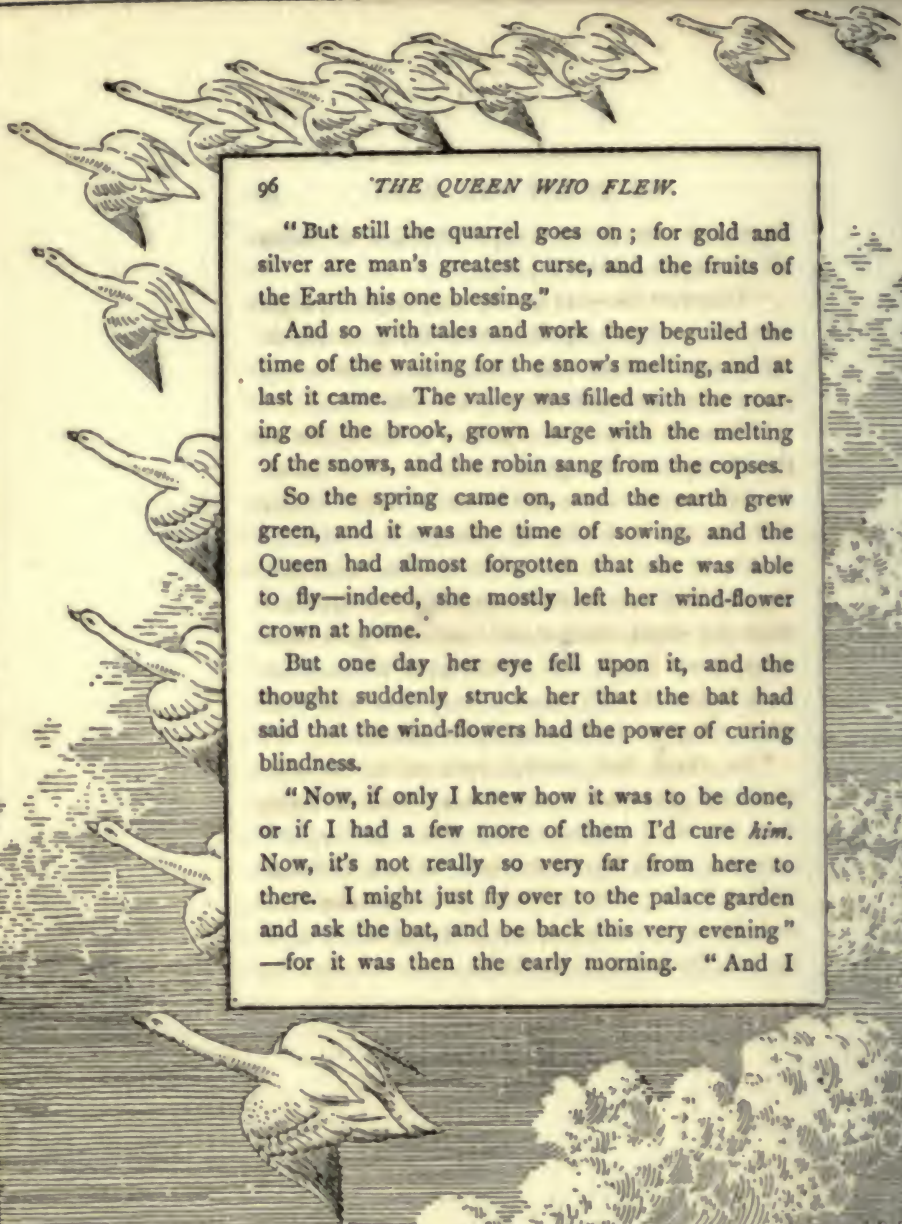 96 THE QUEEN WHO FLEW.
"But still the quarrel goes on; for gold and
silver are man's greatest curse, and the fruits of
the Earth his one blessing."
And so with tales and work they beguiled the
time of the waiting for the snow's melting, and at
last it came. The valley was filled with the roar-
ing of the brook, grown large with the melting
of the snows, and the robin sang from the copses.
So the spring came on, and the earth grew
green, and it was the time of sowing, and the
Queen had almost forgotten that she was able
to fly—indeed, she mostly left her wind-flower
crown at home.
But one day her eye fell upon it, and the
thought suddenly struck her that the bat had
said that the wind-flowers had the power of curing
blindness.
"Now, if only I knew how it was to be done,
or if I had a few more of them I'd cure him.
Now, it's not really so very far from here to
there. I might just fly over to the palace garden
and ask the bat, and be back this very evening"
—for it was then the early morning. "And I